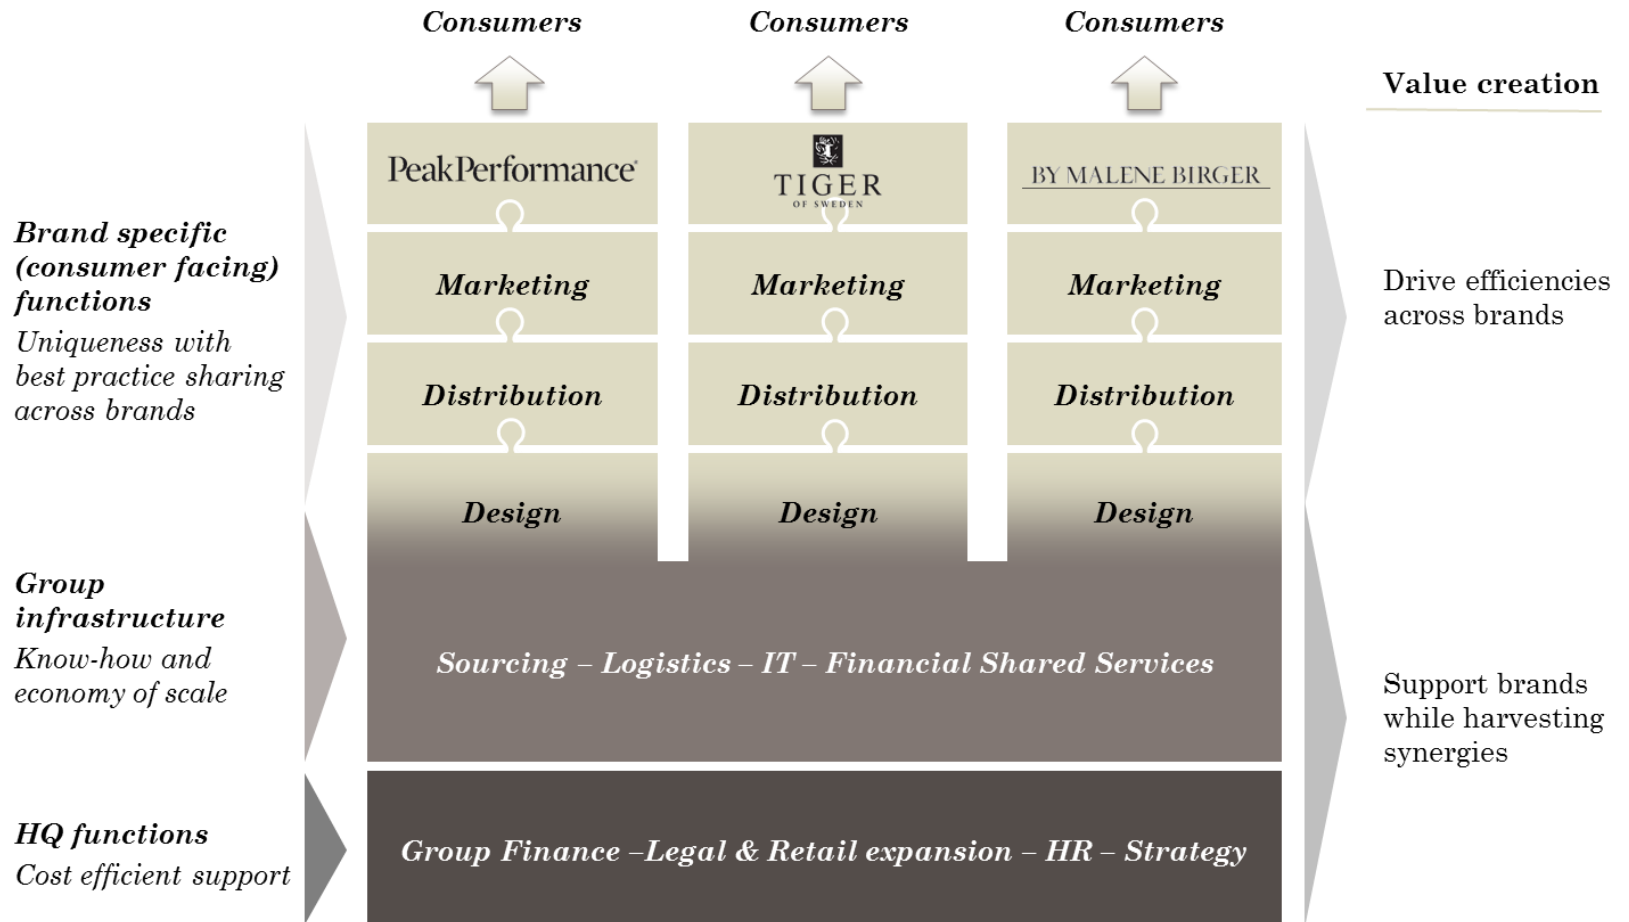 Consumers
Consumers
Consumers
Value creation
PeakPerformance®
TIGER
OF SWEDEN
BY MALENE BIRGER
Brand specific
(consumer facing)
functions
Uniqueness with
best practice sharing
across brands
Marketing
Marketing
Marketing
Drive efficiencies
across brands
Distribution
Distribution
Distribution
Design
Design
Design
Group
infrastructure
Know-how and
economy of scale
Sourcing – Logistics – IT – Financial Shared Services
Support brands
while harvesting
synergies
HQ functions
Cost efficient support
Group Finance –Legal & Retail expansion – HR – Strategy